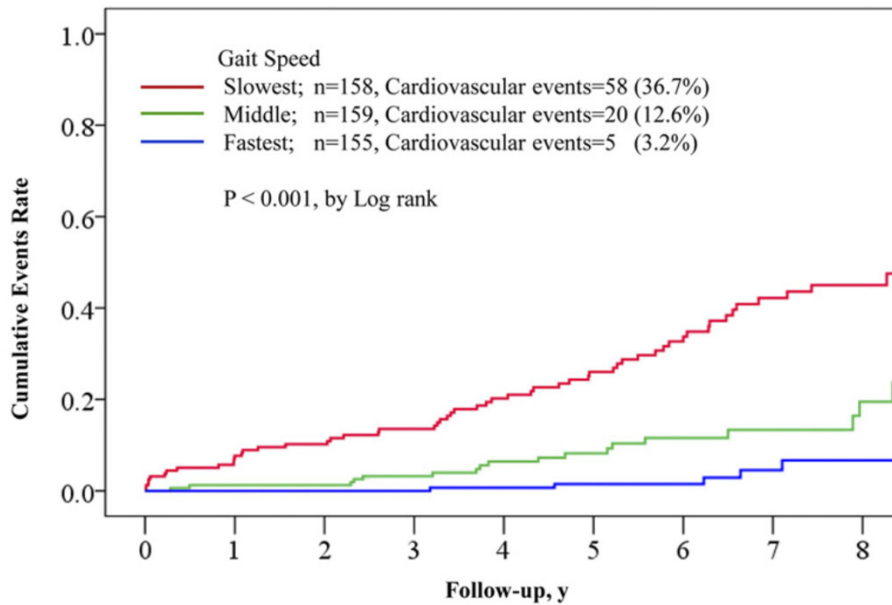 Gait Speed
Slowest; n=158, Cardiovascular events=58 (36.7%)
Middle; n=159, Cardiovascular events=20 (12.6%)
Fastest; n=155, Cardiovascular events=5 (3.2%)
P < 0.001, by Log rank
Cumulative Events Rate
1.0
0.8
0.6
0.4
0.2
0.0
0 1 2 3 4 5 6 7 8
Follow-up, y